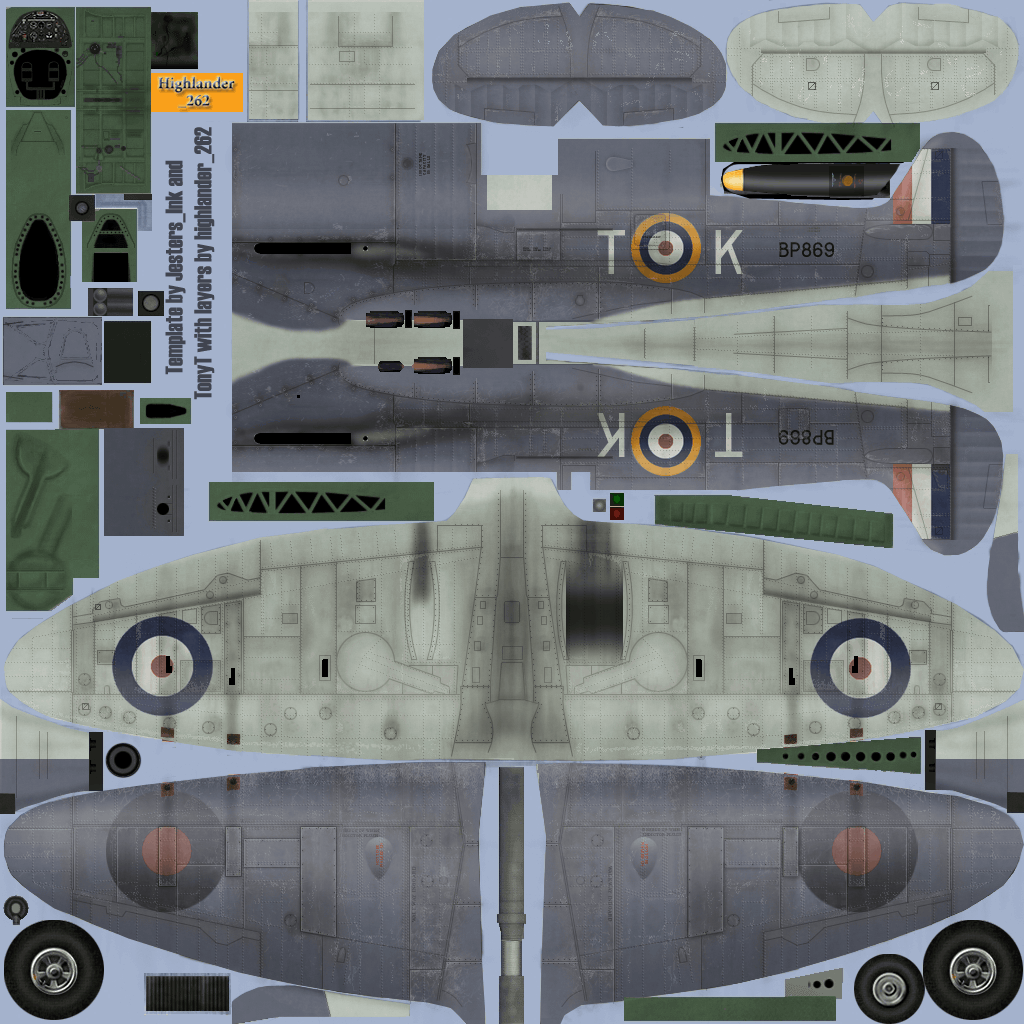 Highlander
_262
Template by Jesters_Ink and
TonyT with layers by highlander_262
T K
BP869
K T
BP869